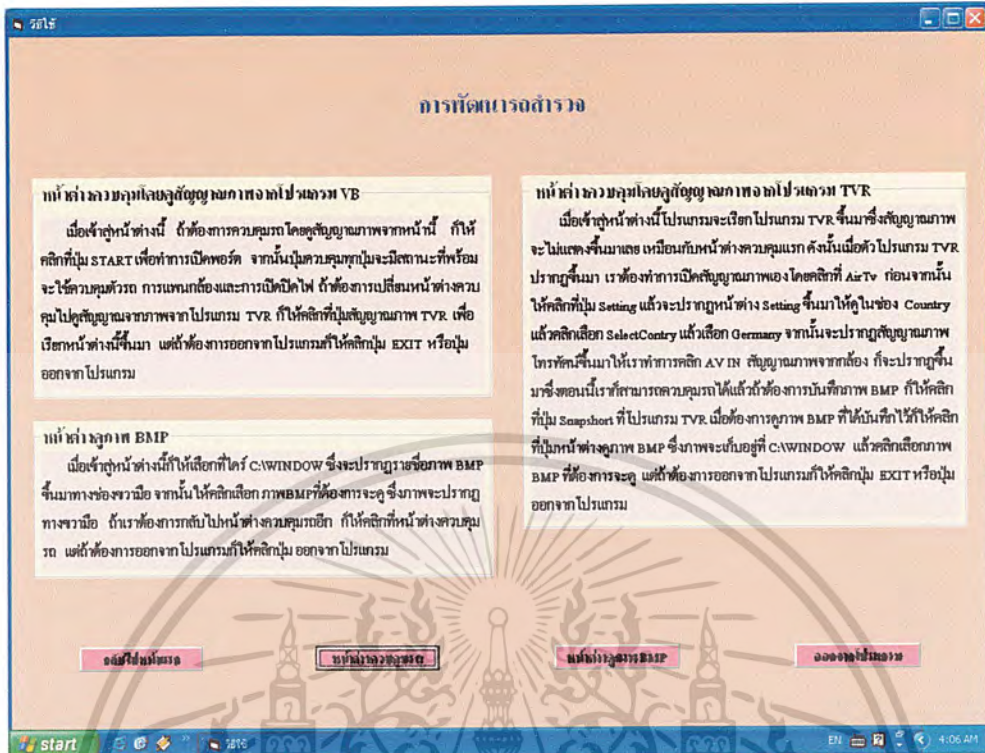 วิธีใช้
การพัฒนารถสำรวจ
หน้าต่างควบคุมโดยดูสัญญาณภาพจากโปรแกรม VB
เมื่อเข้าสู่หน้าต่างนี้ ถ้าต้องการควบคุมรถโดยดูสัญญาณภาพจากหน้านี้ ก็ให้
คลิกที่ปุ่ม START เพื่อทำการเปิดพอร์ต จากนั้นปุ่มควบคุมทุกปุ่มจะมีสถานะที่พร้อม
จะใช้ควบคุมตัวรถ การแพนกล้องและการเปิดปิดไฟ ถ้าต้องการเปลี่ยนหน้าต่างควบ
คุมไปดูสัญญาณจากภาพจากโปรแกรม TVR ก็ให้คลิกที่ปุ่มสัญญาณภาพ TVR เพื่อ
เรียกหน้าต่างนี้ขึ้นมา แต่ถ้าต้องการออกจากโปรแกรมก็ให้คลิกปุ่ม EXIT หรือปุ่ม
ออกจากโปรแกรม
หน้าต่างดูภาพ BMP
เมื่อเข้าสู่หน้าต่างนี้ก็ให้เลือกที่ไดร์ C:\WINDOW ซึ่งจะปรากฏรายชื่อภาพ BMP
ขึ้นมาทางช่องขวามือ จากนั้นให้คลิกเลือก ภาพBMPที่ต้องการจะดู ซึ่งภาพจะปรากฏ
ทางขวามือ ถ้าเราต้องการกลับไปหน้าต่างควบคุมรถอีก ก็ให้คลิกที่หน้าต่างควบคุม
รถ แต่ถ้าต้องการออกจากโปรแกรมก็ให้คลิกปุ่ม ออกจากโปรแกรม
หน้าต่างควบคุมโดยดูสัญญาณภาพจากโปรแกรม TVR
เมื่อเข้าสู่หน้าต่างนี้โปรแกรมจะเรียกโปรแกรม TVR ขึ้นมาซึ่งสัญญาณภาพ
จะไม่แสดงขึ้นมาเลย เหมือนกับหน้าต่างควบคุมแรก ดังนั้นเมื่อตัวโปรแกรม TVR
ปรากฏขึ้นมา เราต้องทำการเปิดสัญญาณภาพเองโดยคลิกที่ AirTv ก่อนจากนั้น
ให้คลิกที่ปุ่ม Setting แล้วจะปรากฏหน้าต่าง Setting ขึ้นมาให้ดูในช่อง Country
แล้วคลิกเลือก SelectContry แล้วเลือก Germany จากนั้นจะปรากฏสัญญาณภาพ
โทรทัศน์ขึ้นมาให้เราทำการคลิก AV IN สัญญาณภาพจากกล้อง ก็จะปรากฏขึ้น
มาซึ่งตอนนี้เราก็สามารถควบคุมรถได้แล้วถ้าต้องการบันทึกภาพ BMP ก็ให้คลิก
ที่ปุ่ม Snapshort ที่โปรแกรม TVR เมื่อต้องการดูภาพ BMP ที่ได้บันทึกไว้ก็ให้คลิก
ที่ปุ่มหน้าต่างดูภาพ BMP ซึ่งภาพจะเก็บอยู่ที่ C:\WINDOW แล้วคลิกเลือกภาพ
BMP ที่ต้องการจะดู แต่ถ้าต้องการออกจากโปรแกรมก็ให้คลิกปุ่ม EXIT หรือปุ่ม
ออกจากโปรแกรม
กลับไปหน้าแรก
หน้าต่างควบคุมรถ
หน้าต่างดูภาพ BMP
ออกจากโปรแกรม
start
วิธีใช้
EN
4:06 AM